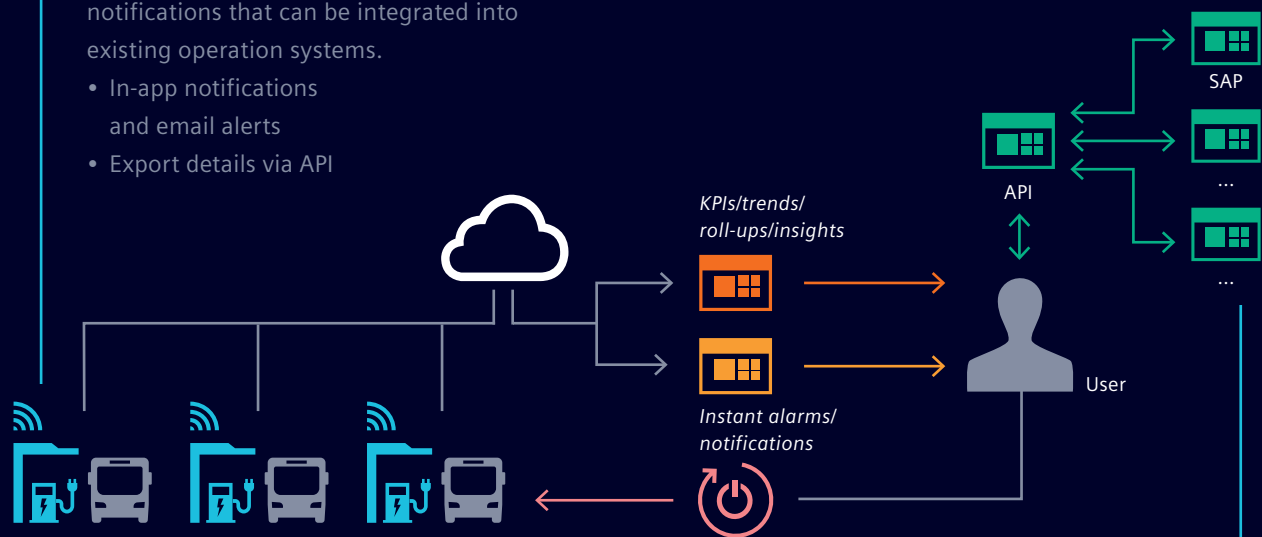 notifications that can be integrated into
existing operation systems.
• In-app notifications
and email alerts
• Export details via API
SAP
...
...
API
KPIs/trends/
roll-ups/insights
User
Instant alarms/
notifications